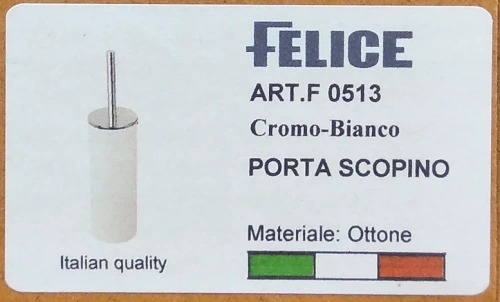 FELICE
ART.F 0513
Cromo-Bianco
PORTA SCOPINO
Materiale: Ottone
Italian quality